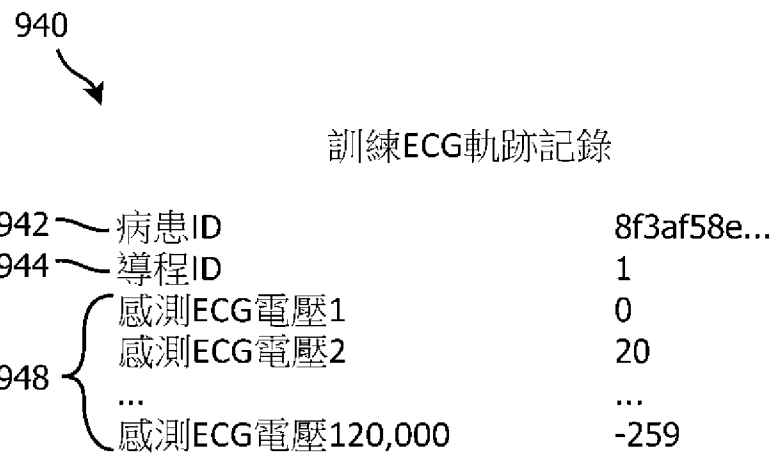 940
訓練ECG軌跡記錄
942 病患ID 8f3af58e...
944 導程ID 1
感測ECG電壓1 0
感測ECG電壓2 20
948 ... ...
感測ECG電壓120,000 -259